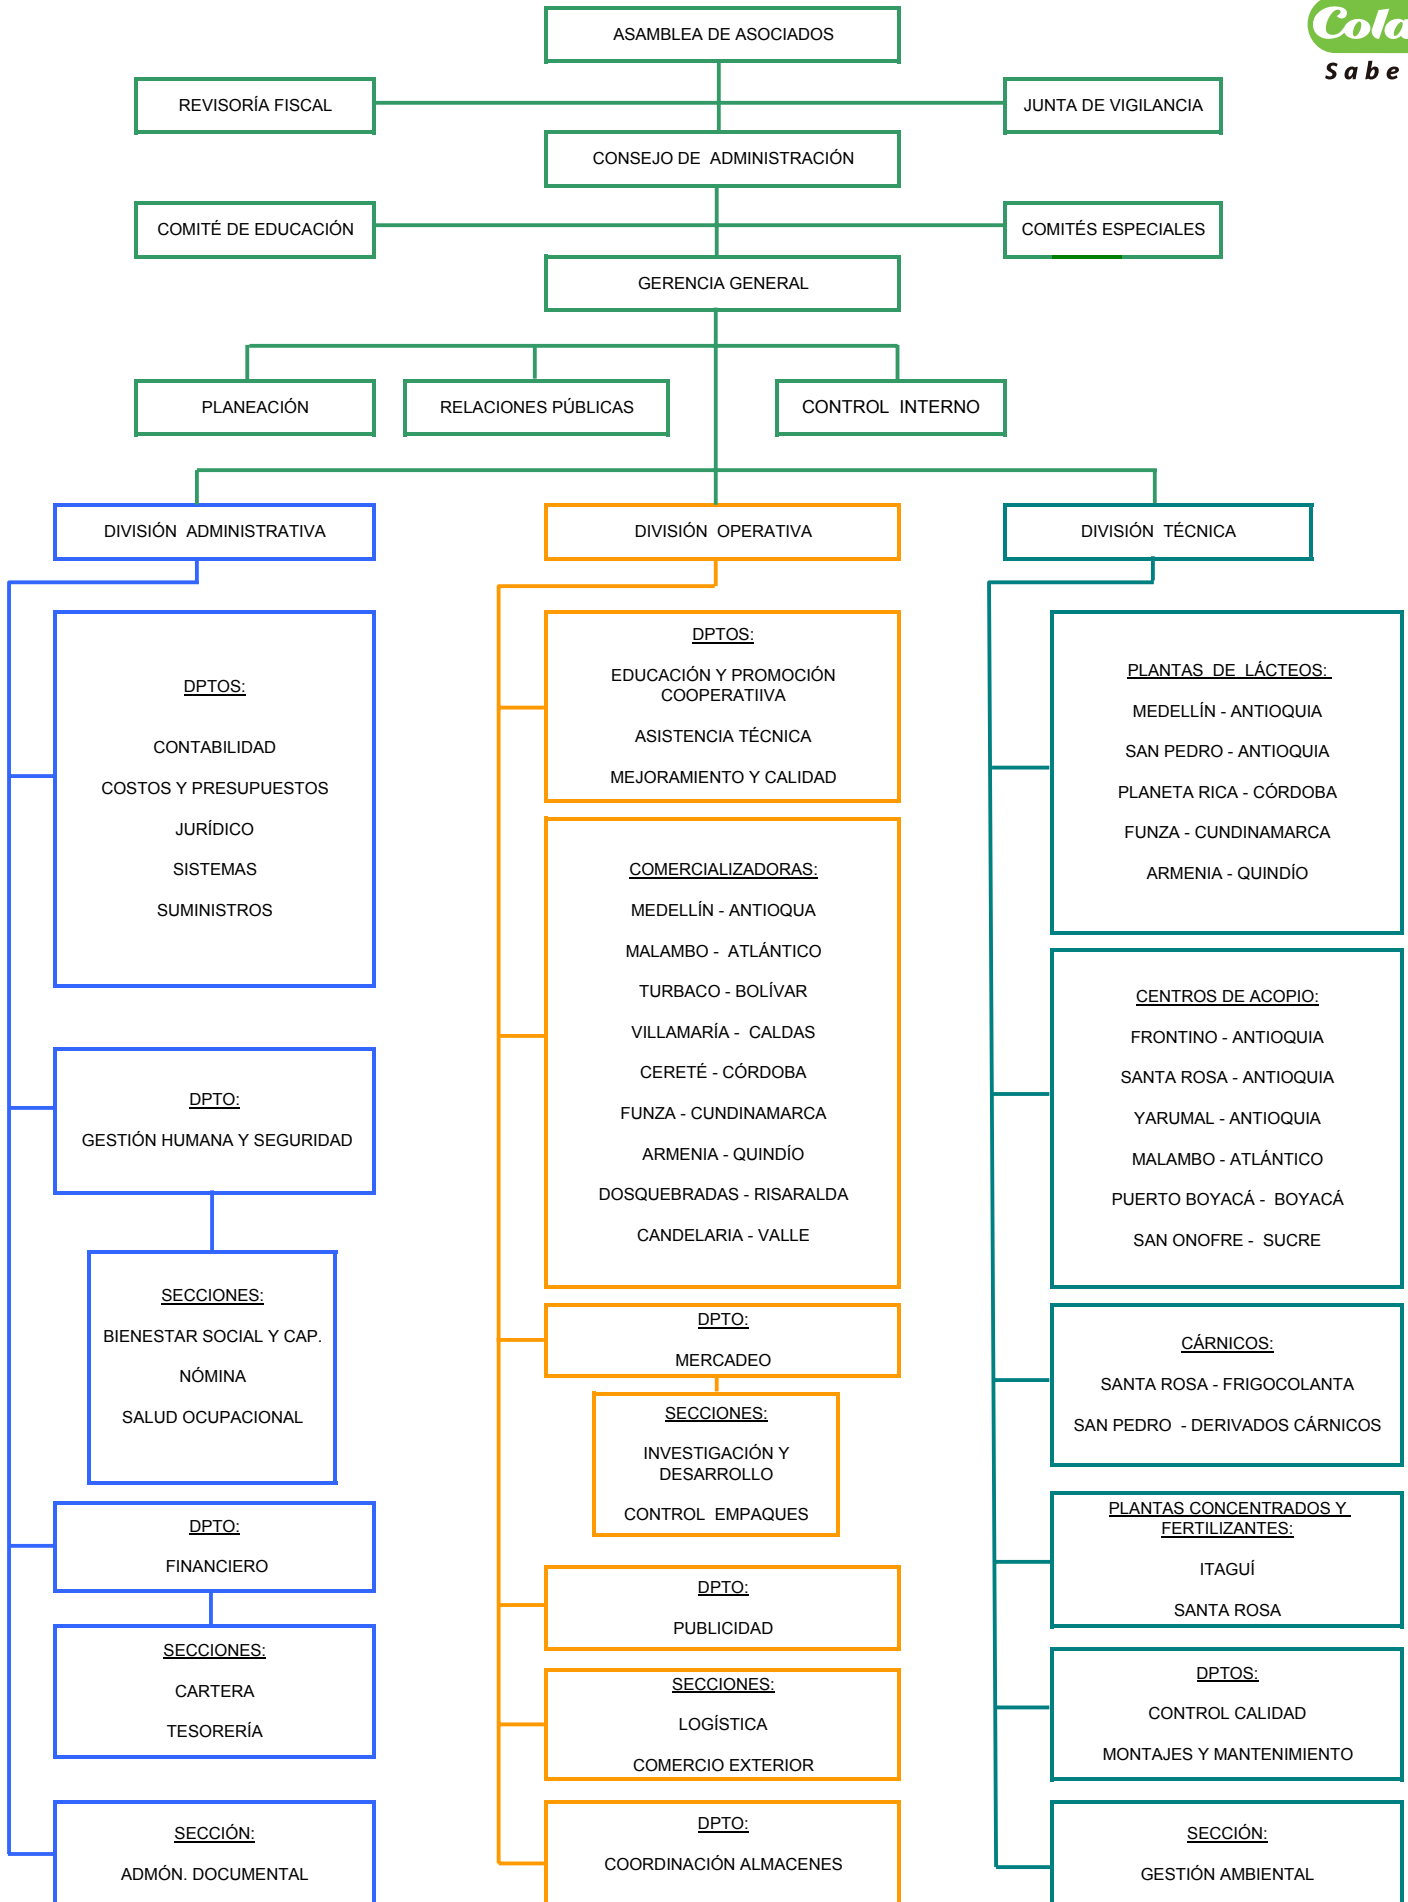 ASAMBLEA DE ASOCIADOS
Cola
Sabe
REVISORÍA FISCAL
JUNTA DE VIGILANCIA
CONSEJO DE ADMINISTRACIÓN
COMITÉ DE EDUCACIÓN
COMITÉS ESPECIALES
GERENCIA GENERAL
PLANEACIÓN
RELACIONES PÚBLICAS
CONTROL INTERNO
DIVISIÓN ADMINISTRATIVA
DIVISIÓN OPERATIVA
DIVISIÓN TÉCNICA
DPTOS:
CONTABILIDAD
COSTOS Y PRESUPUESTOS
JURÍDICO
SISTEMAS
SUMINISTROS
DPTO:
GESTIÓN HUMANA Y SEGURIDAD
SECCIONES:
BIENESTAR SOCIAL Y CAP.
NÓMINA
SALUD OCUPACIONAL
DPTO:
FINANCIERO
SECCIONES:
CARTERA
TESORERÍA
SECCIÓN:
ADMÓN. DOCUMENTAL
DPTOS:
EDUCACIÓN Y PROMOCIÓN
COOPERATIIVA
ASISTENCIA TÉCNICA
MEJORAMIENTO Y CALIDAD
COMERCIALIZADORAS:
MEDELLÍN - ANTIOQUA
MALAMBO - ATLÁNTICO
TURBACO - BOLÍVAR
VILLAMARÍA - CALDAS
CERETÉ - CÓRDOBA
FUNZA - CUNDINAMARCA
ARMENIA - QUINDÍO
DOSQUEBRADAS - RISARALDA
CANDELARIA - VALLE
DPTO:
MERCADEO
SECCIONES:
INVESTIGACIÓN Y
DESARROLLO
CONTROL EMPAQUES
DPTO:
PUBLICIDAD
SECCIONES:
LOGÍSTICA
COMERCIO EXTERIOR
DPTO:
COORDINACIÓN ALMACENES
PLANTAS DE LÁCTEOS:
MEDELLÍN - ANTIOQUIA
SAN PEDRO - ANTIOQUIA
PLANETA RICA - CÓRDOBA
FUNZA - CUNDINAMARCA
ARMENIA - QUINDÍO
CENTROS DE ACOPIO:
FRONTINO - ANTIOQUIA
SANTA ROSA - ANTIOQUIA
YARUMAL - ANTIOQUIA
MALAMBO - ATLÁNTICO
PUERTO BOYACÁ - BOYACÁ
SAN ONOFRE - SUCRE
CÁRNICOS:
SANTA ROSA - FRIGOCOLANTA
SAN PEDRO - DERIVADOS CÁRNICOS
PLANTAS CONCENTRADOS Y
FERTILIZANTES:
ITAGUÍ
SANTA ROSA
DPTOS:
CONTROL CALIDAD
MONTAJES Y MANTENIMIENTO
SECCIÓN:
GESTIÓN AMBIENTAL